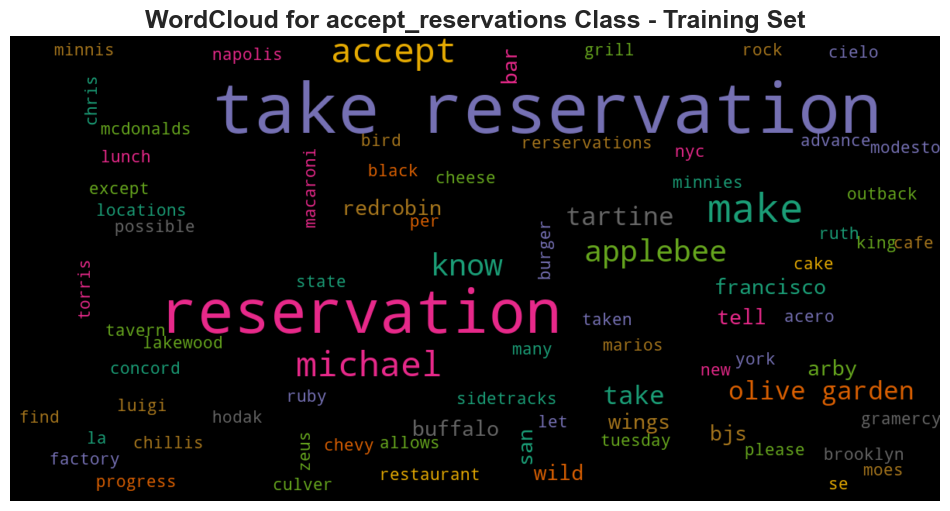 WordCloud for accept_reservations Class - Training Set
minnis
napolis
accept
bar
grill
rock
cielo
chris
take reservation
mcdonalds
bird
rerservations
advance
modesto
lunch
macaroni
black
cheese
nyc
except
minnies
outback
locations
possible
redrobin
per
tartine
make
ruth
king
cafe
torris
state
know
burger
applebee
cake
francisco
reservation
taken
tell
acero
tavern
lakewood
many
marios
concord
michael
new
york
arby
ruby
sidetracks
take
olive garden
find
luigi
hodak
buffalo
let
wings
bjs
gramercy
la
chillis
zeus
chevy
allows
san
tuesday
please
brooklyn
factory
moes
progress
culver
restaurant
wild
se